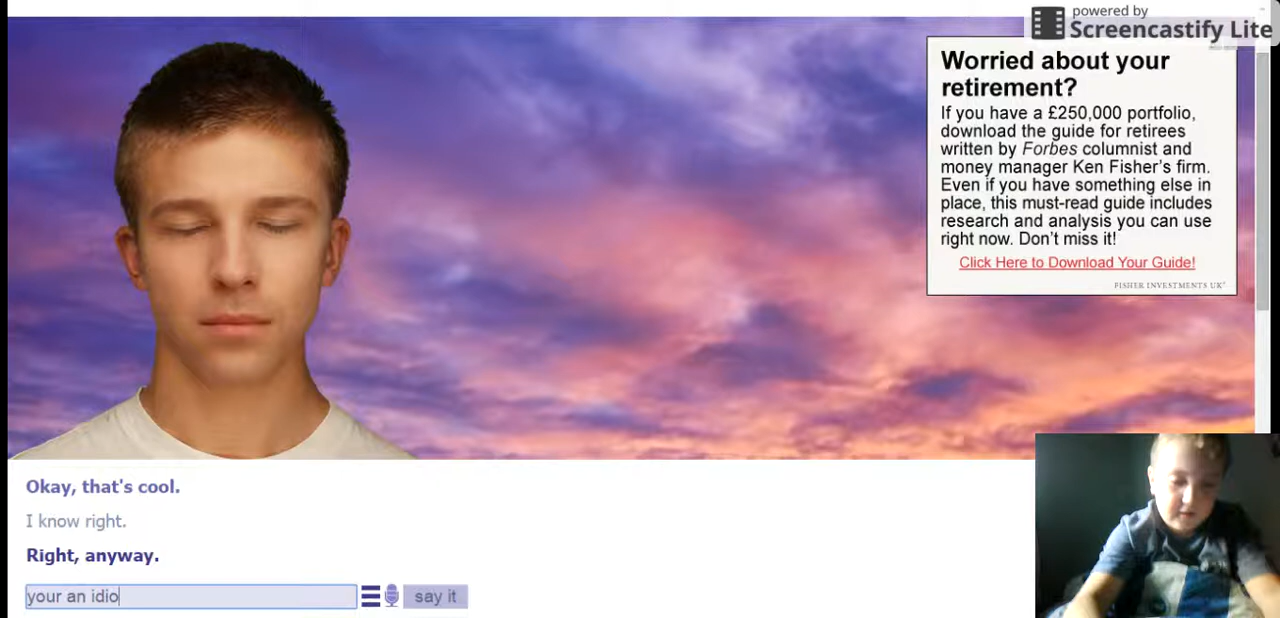 powered by
Screencastify Lite
Worried about your
retirement?
If you have a £250,000 portfolio,
download the guide for retirees
written by Forbes columnist and
money manager Ken Fisher's firm.
Even if you have something else in
place, this must-read guide includes
research and analysis you can use
right now. Don't miss it!
Click Here to Download Your Guide!
FISHER INVESTMENTS UK
Okay, that's cool.
I know right.
Right, anyway.
your an idio
say it